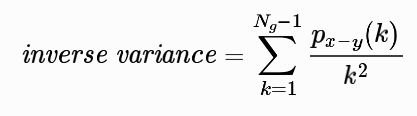 inverse variance = \sum_{k=1}^{N_g-1} \frac{p_{x-y}(k)}{k^2}